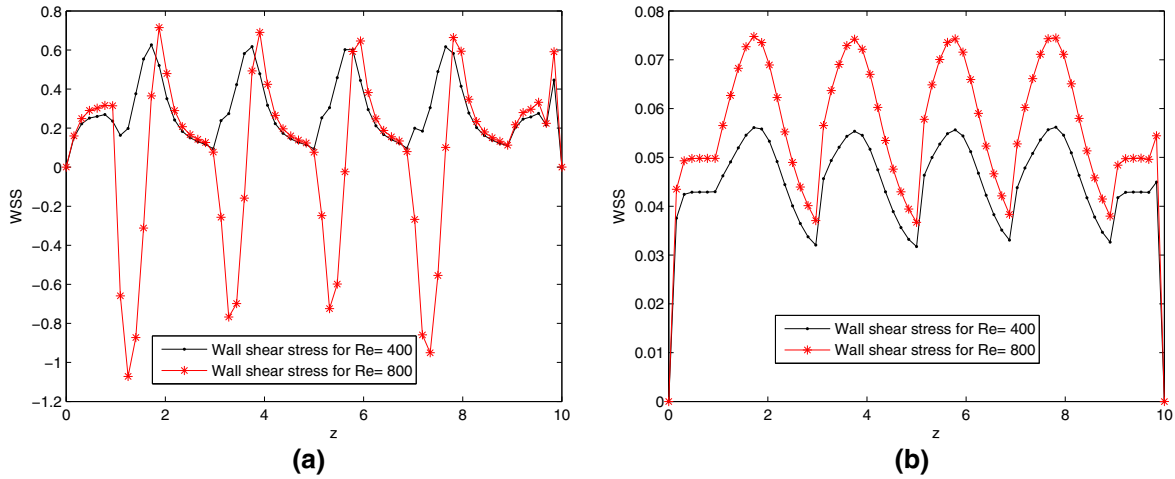 0.8
0.6
0.4
0.2
0
−0.2
−0.4
−0.6
−0.8
−1
−1.2
WSS
0 2 4 6 8 10
z
Wall shear stress for Re= 400
Wall shear stress for Re= 800
(a)
0.08
0.07
0.06
0.05
0.04
0.03
0.02
0.01
0
WSS
0 2 4 6 8 10
z
Wall shear stress for Re= 400
Wall shear stress for Re= 800
(b)